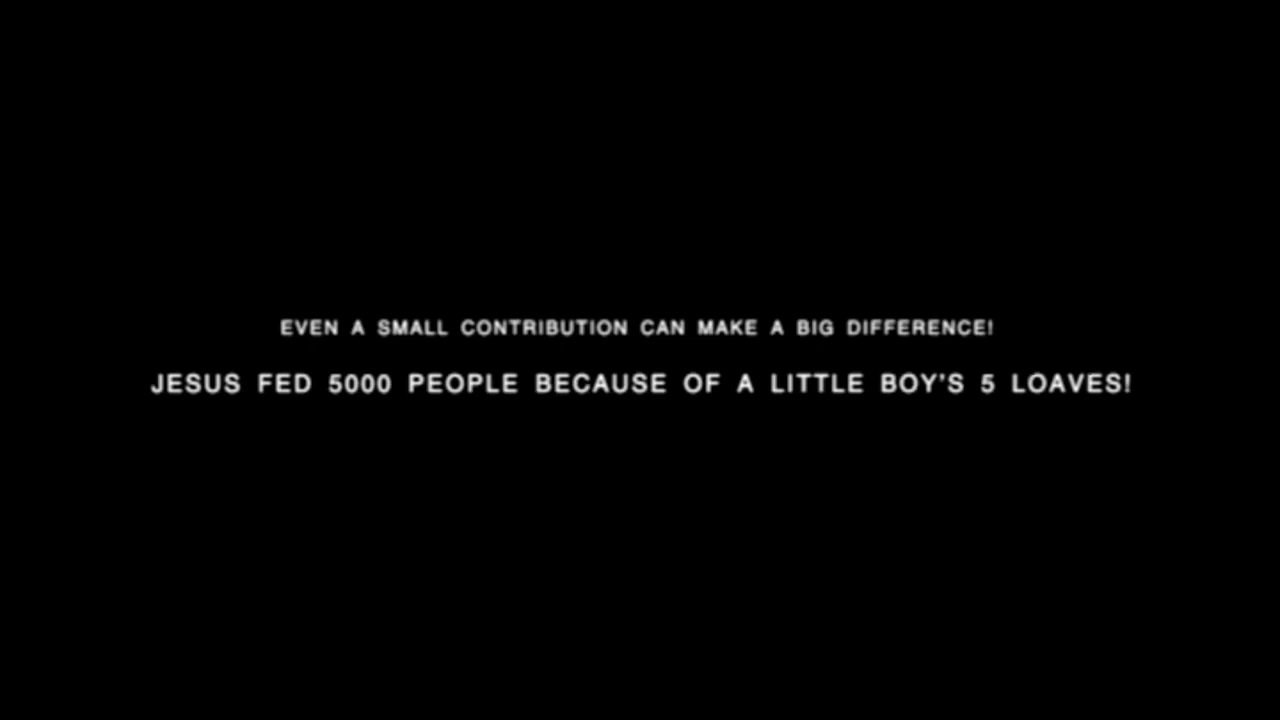 EVEN A SMALL CONTRIBUTION CAN MAKE A BIG DIFFERENCE!
JESUS FED 5000 PEOPLE BECAUSE OF A LITTLE BOY'S 5 LOAVES!